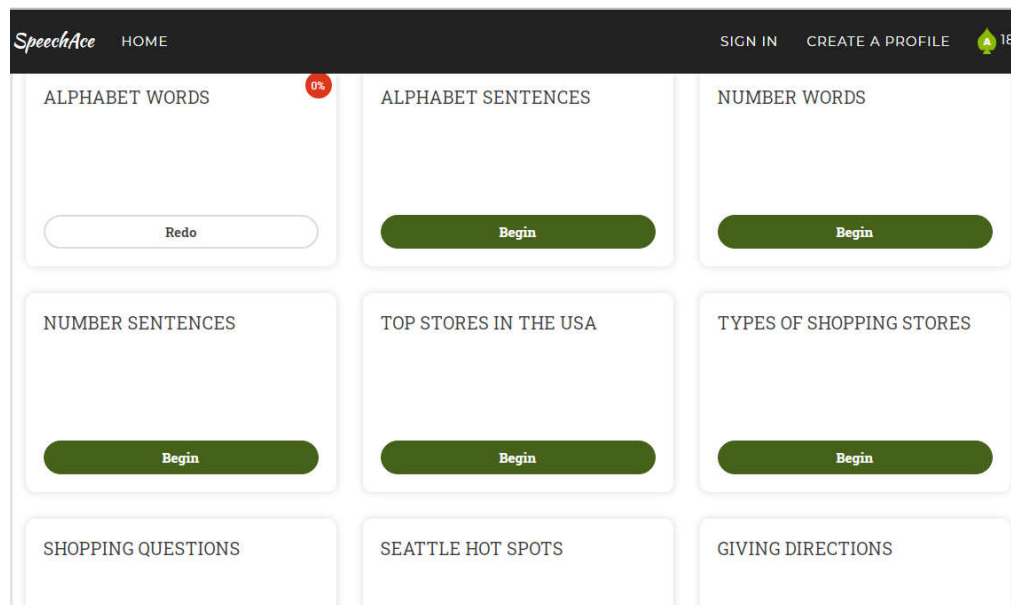 SpeechAce HOME SIGN IN CREATE A PROFILE A 18
ALPHABET WORDS 0% ALPHABET SENTENCES NUMBER WORDS
Redo Begin Begin
NUMBER SENTENCES TOP STORES IN THE USA TYPES OF SHOPPING STORES
Begin Begin Begin
SHOPPING QUESTIONS SEATTLE HOT SPOTS GIVING DIRECTIONS